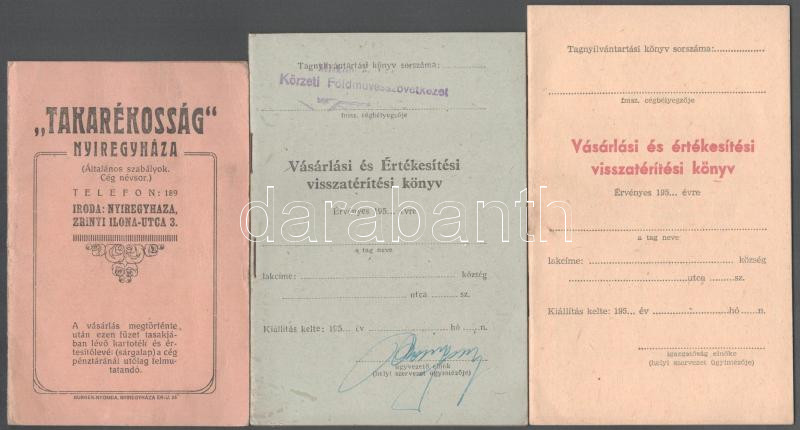 „TAKARÉKOSSÁG"
NYIREGYHÁZA
(Általános szabályok.
Cég névsor.)
TELEFON: 189
IRODA: NYIREGYHAZA,
ZRINYI ILONA-UTCA 3.
A vásárlás megtörténte
után ezen füzet tasakjá-
ban lévő kartoték és ér-
tesitőlevél (sárgalap) a cég
pénztáránál utólag felmu-
tatandó.
Tagnyilvántartási könyv sorszáma:
Körzeti Földművesszövetkezet
fmsz. cégbélyegzője
Vásárlási és Értékesítési
visszatérítési könyv
Érvényes 195... évre
a tag neve
lakcíme: község
utca sz.
Kiállítás kelte: 195... év hó n.
ügyvezető elnök
(helyi szervezet ügyintézője)
Tagnyilvántartási könyv sorszáma:
fmsz. cégbélyegzője
Vásárlási és értékesítési
visszatérítési könyv
Érvényes 195... évre
a tag neve
lakcíme: község
utca sz.
Kiállítás kelte: 195... év hó n.
igazgatóság elnöke
(helyi szervezet ügyintézője)
darabanth